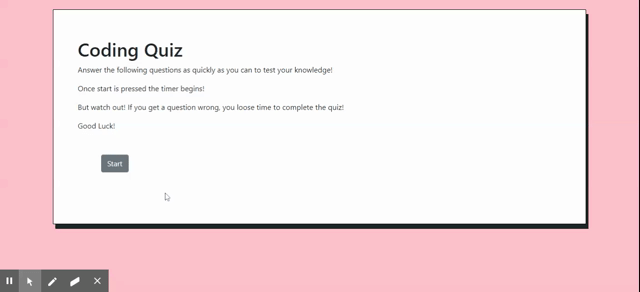 Coding Quiz
Answer the following questions as quickly as you can to test your knowledge!
Once start is pressed the timer begins!
But watch out! If you get a question wrong, you loose time to complete the quiz!
Good Luck!
Start